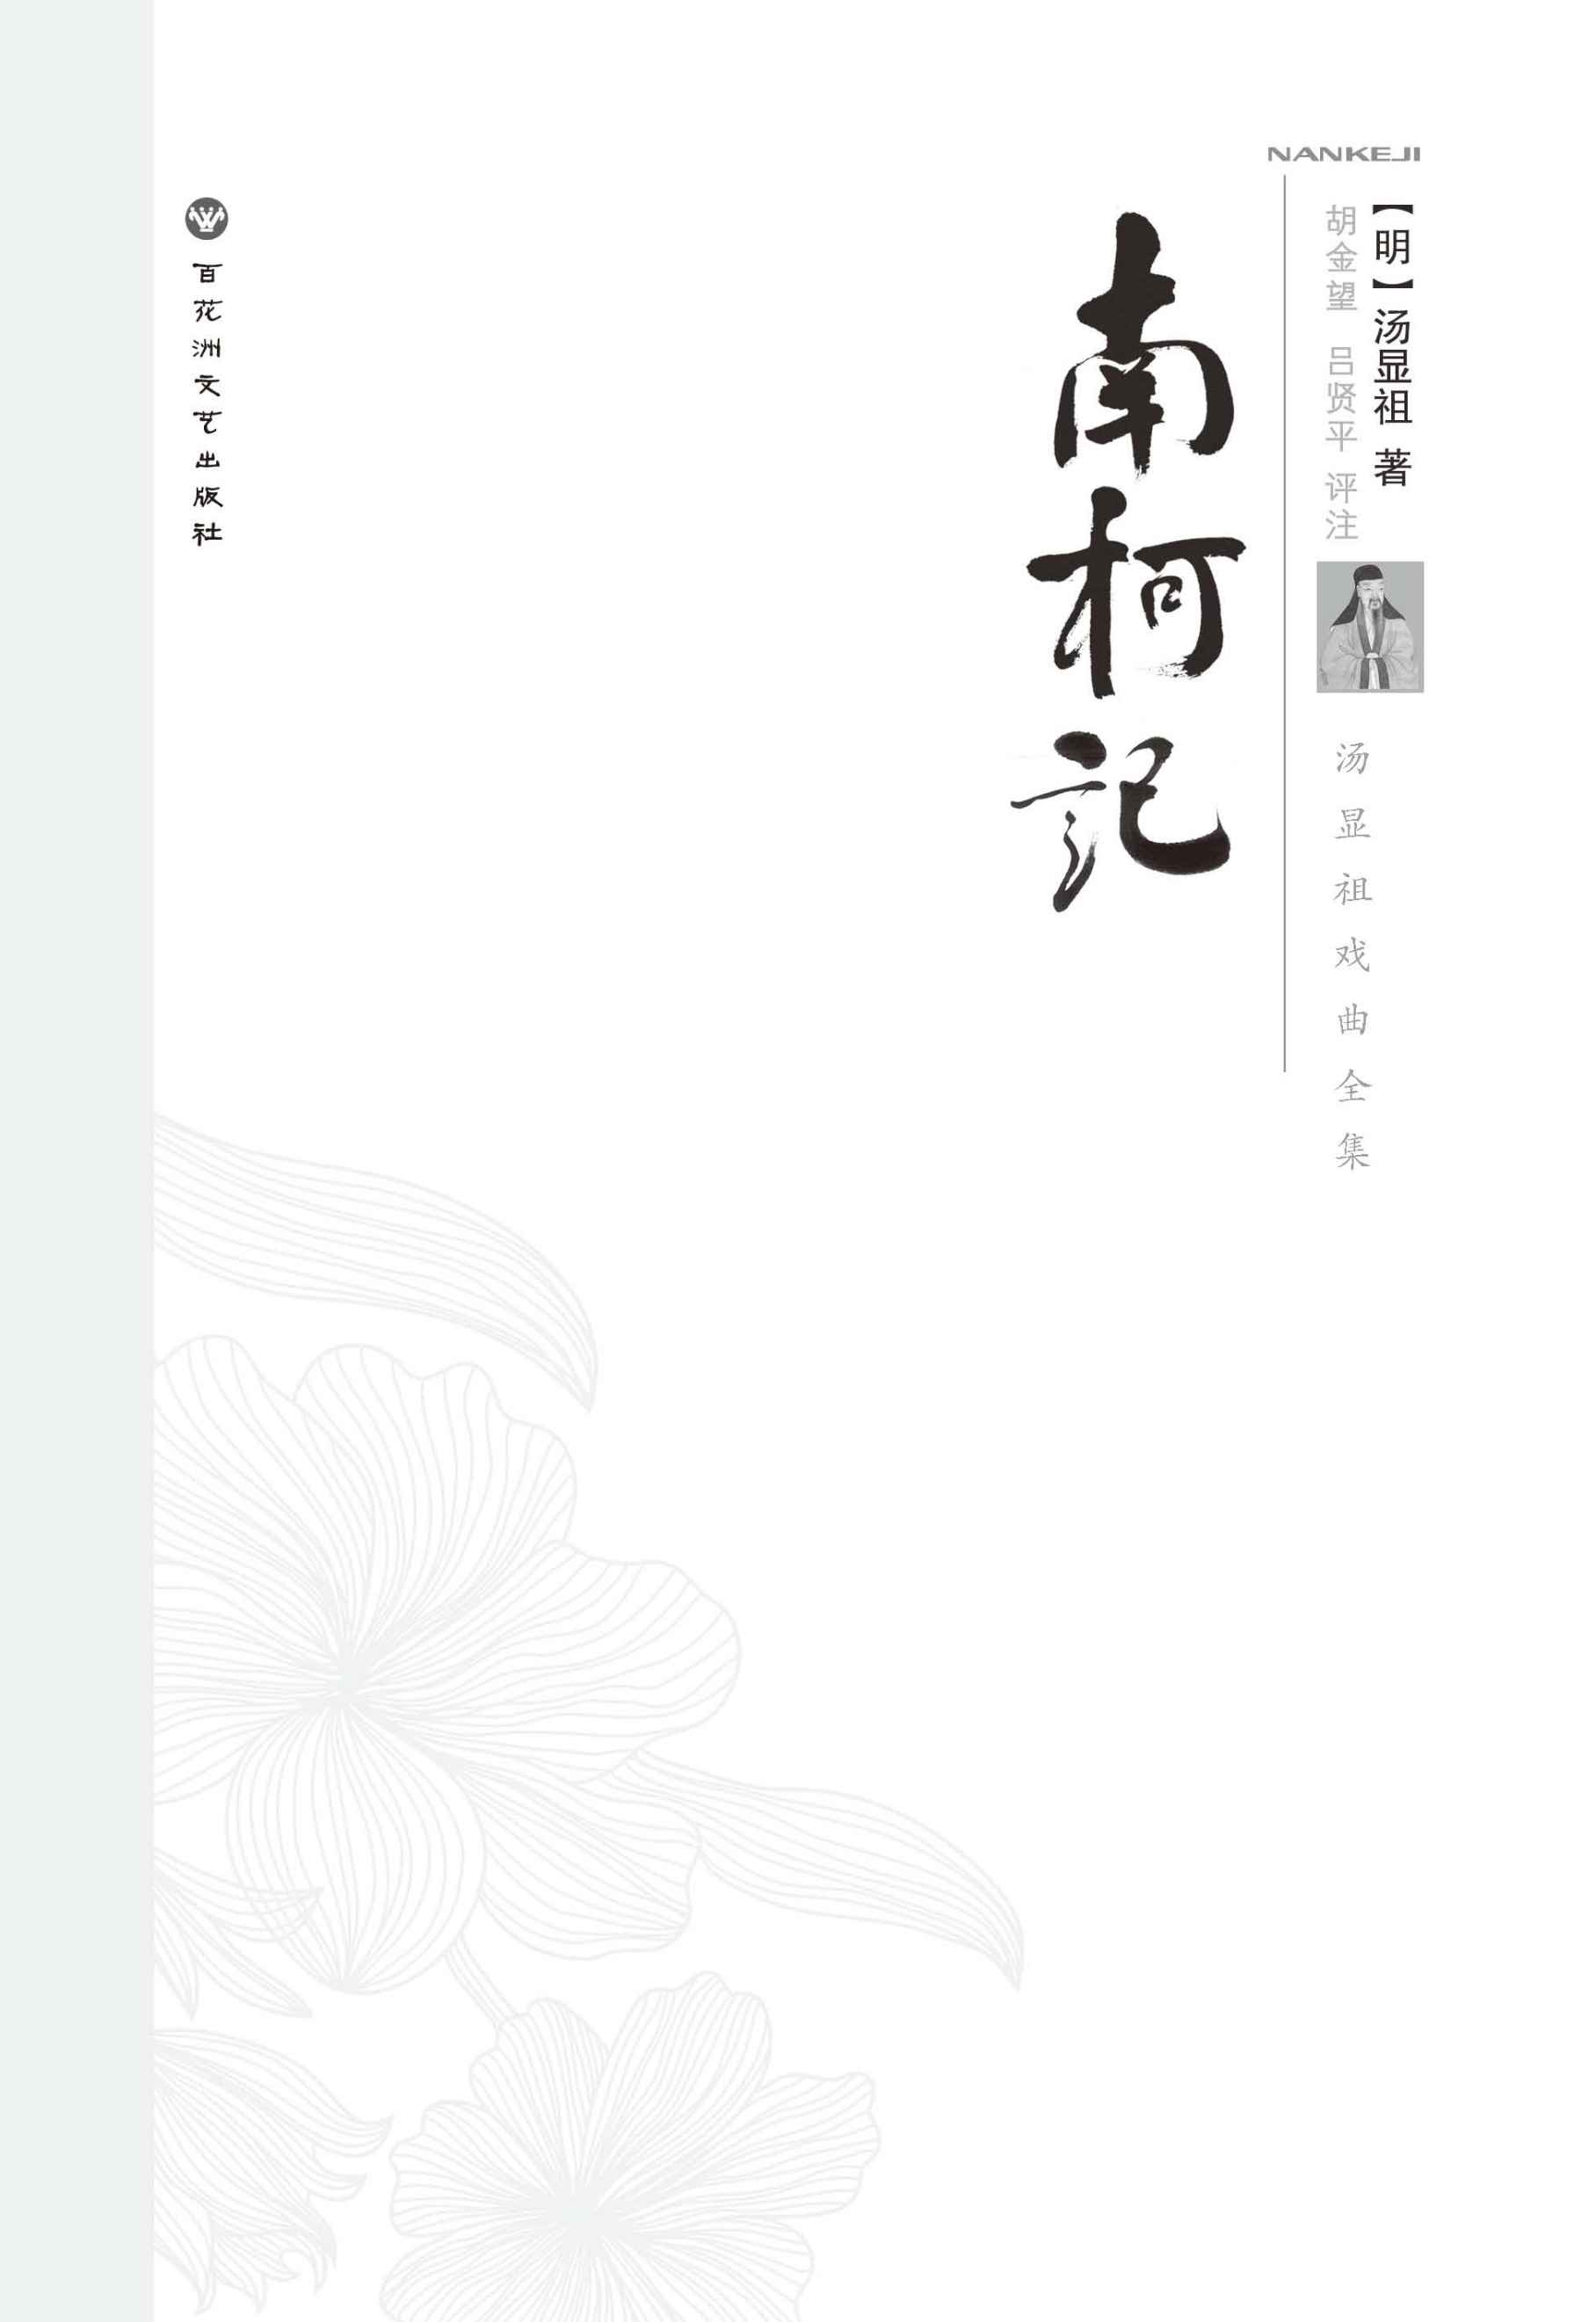 NANKEJI
【明】汤显祖 著
胡金望 吕贤平 评注
汤显祖戏曲全集
南柯記
百花洲文艺出版社